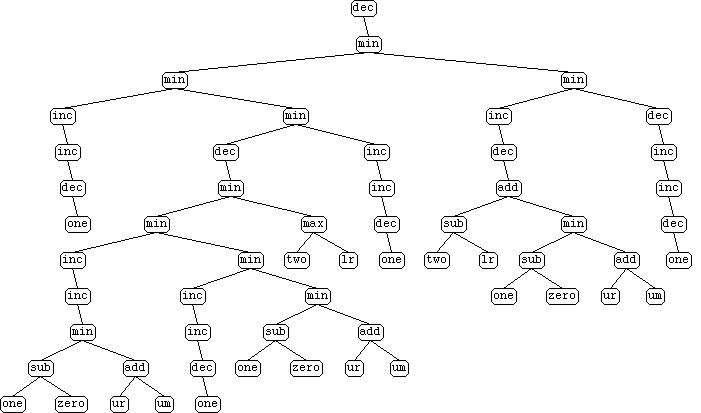 dec
min
min min
inc min inc dec
inc dec inc dec inc
dec min inc add inc
one min max dec sub min dec
inc min two lr one two lr sub add one
inc inc min one zero ur um
min inc sub add
sub add dec one zero ur um
one zero ur um one